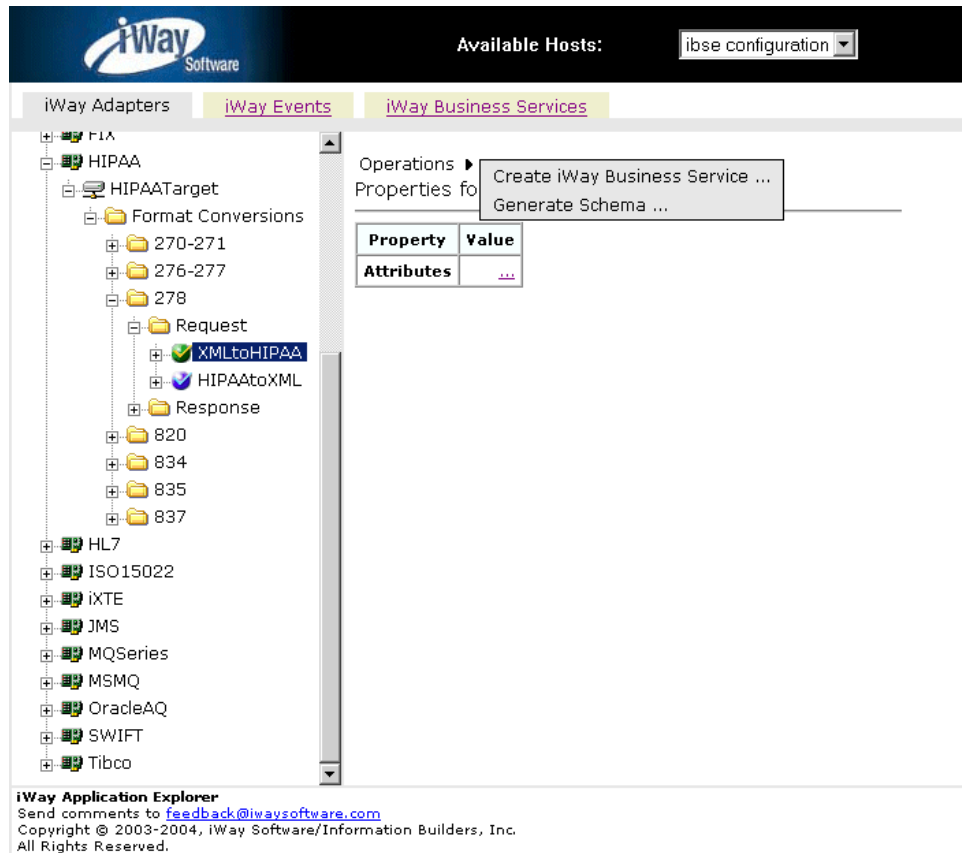 iWay
Software
Available Hosts:
ibse configuration
iWay Adapters
iWay Events
iWay Business Services
FIX
HIPAA
HIPAATarget
Format Conversions
270-271
276-277
278
Request
XMLtoHIPAA
HIPAAtoXML
Response
820
834
835
837
HL7
ISO15022
iXTE
JMS
MQSeries
MSMQ
OracleAQ
SWIFT
Tibco
Operations
Create iWay Business Service ...
Properties fo
Generate Schema ...
Property Value
Attributes ...
iWay Application Explorer
Send comments to feedback@iwaysoftware.com
Copyright © 2003-2004, iWay Software/Information Builders, Inc.
All Rights Reserved.